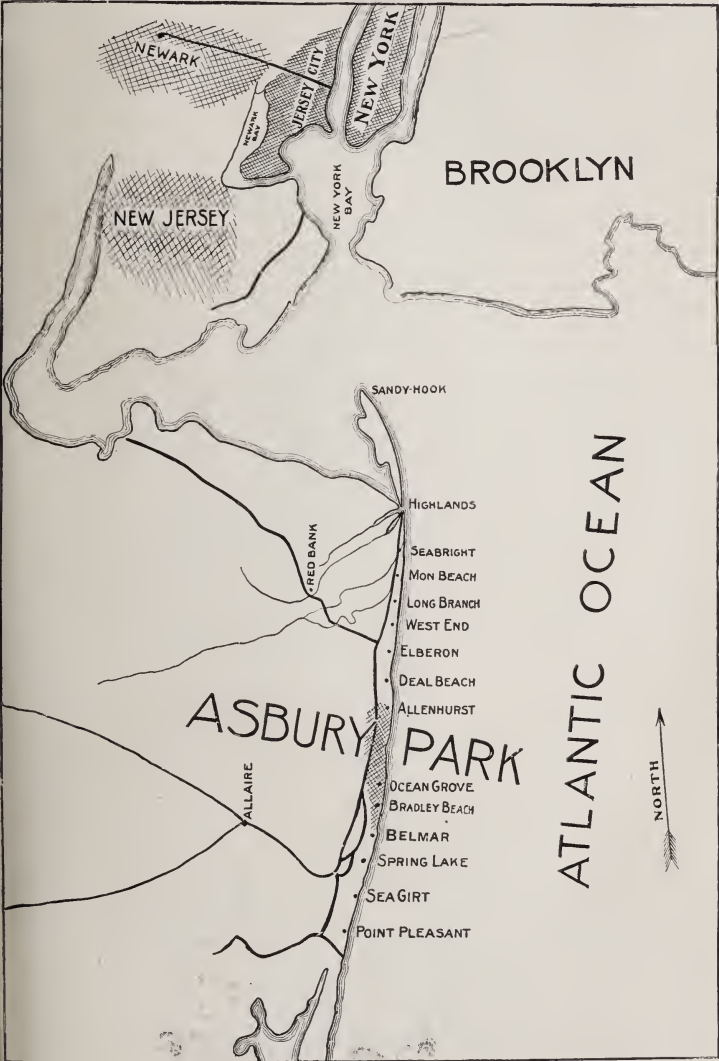 NEWARK
NEWARK BAY
JERSEY CITY
NEW YORK
NEW YORK BAY
BROOKLYN
NEW JERSEY
SANDY-HOOK
HIGHLANDS
RED BANK
SEABRIGHT
MON BEACH
LONG BRANCH
WEST END
ELBERON
DEAL BEACH
ALLENHURST
ASBURY PARK
OCEAN GROVE
BRADLEY BEACH
ALLAIRE
BELMAR
SPRING LAKE
SEA GIRT
POINT PLEASANT
ATLANTIC OCEAN
NORTH